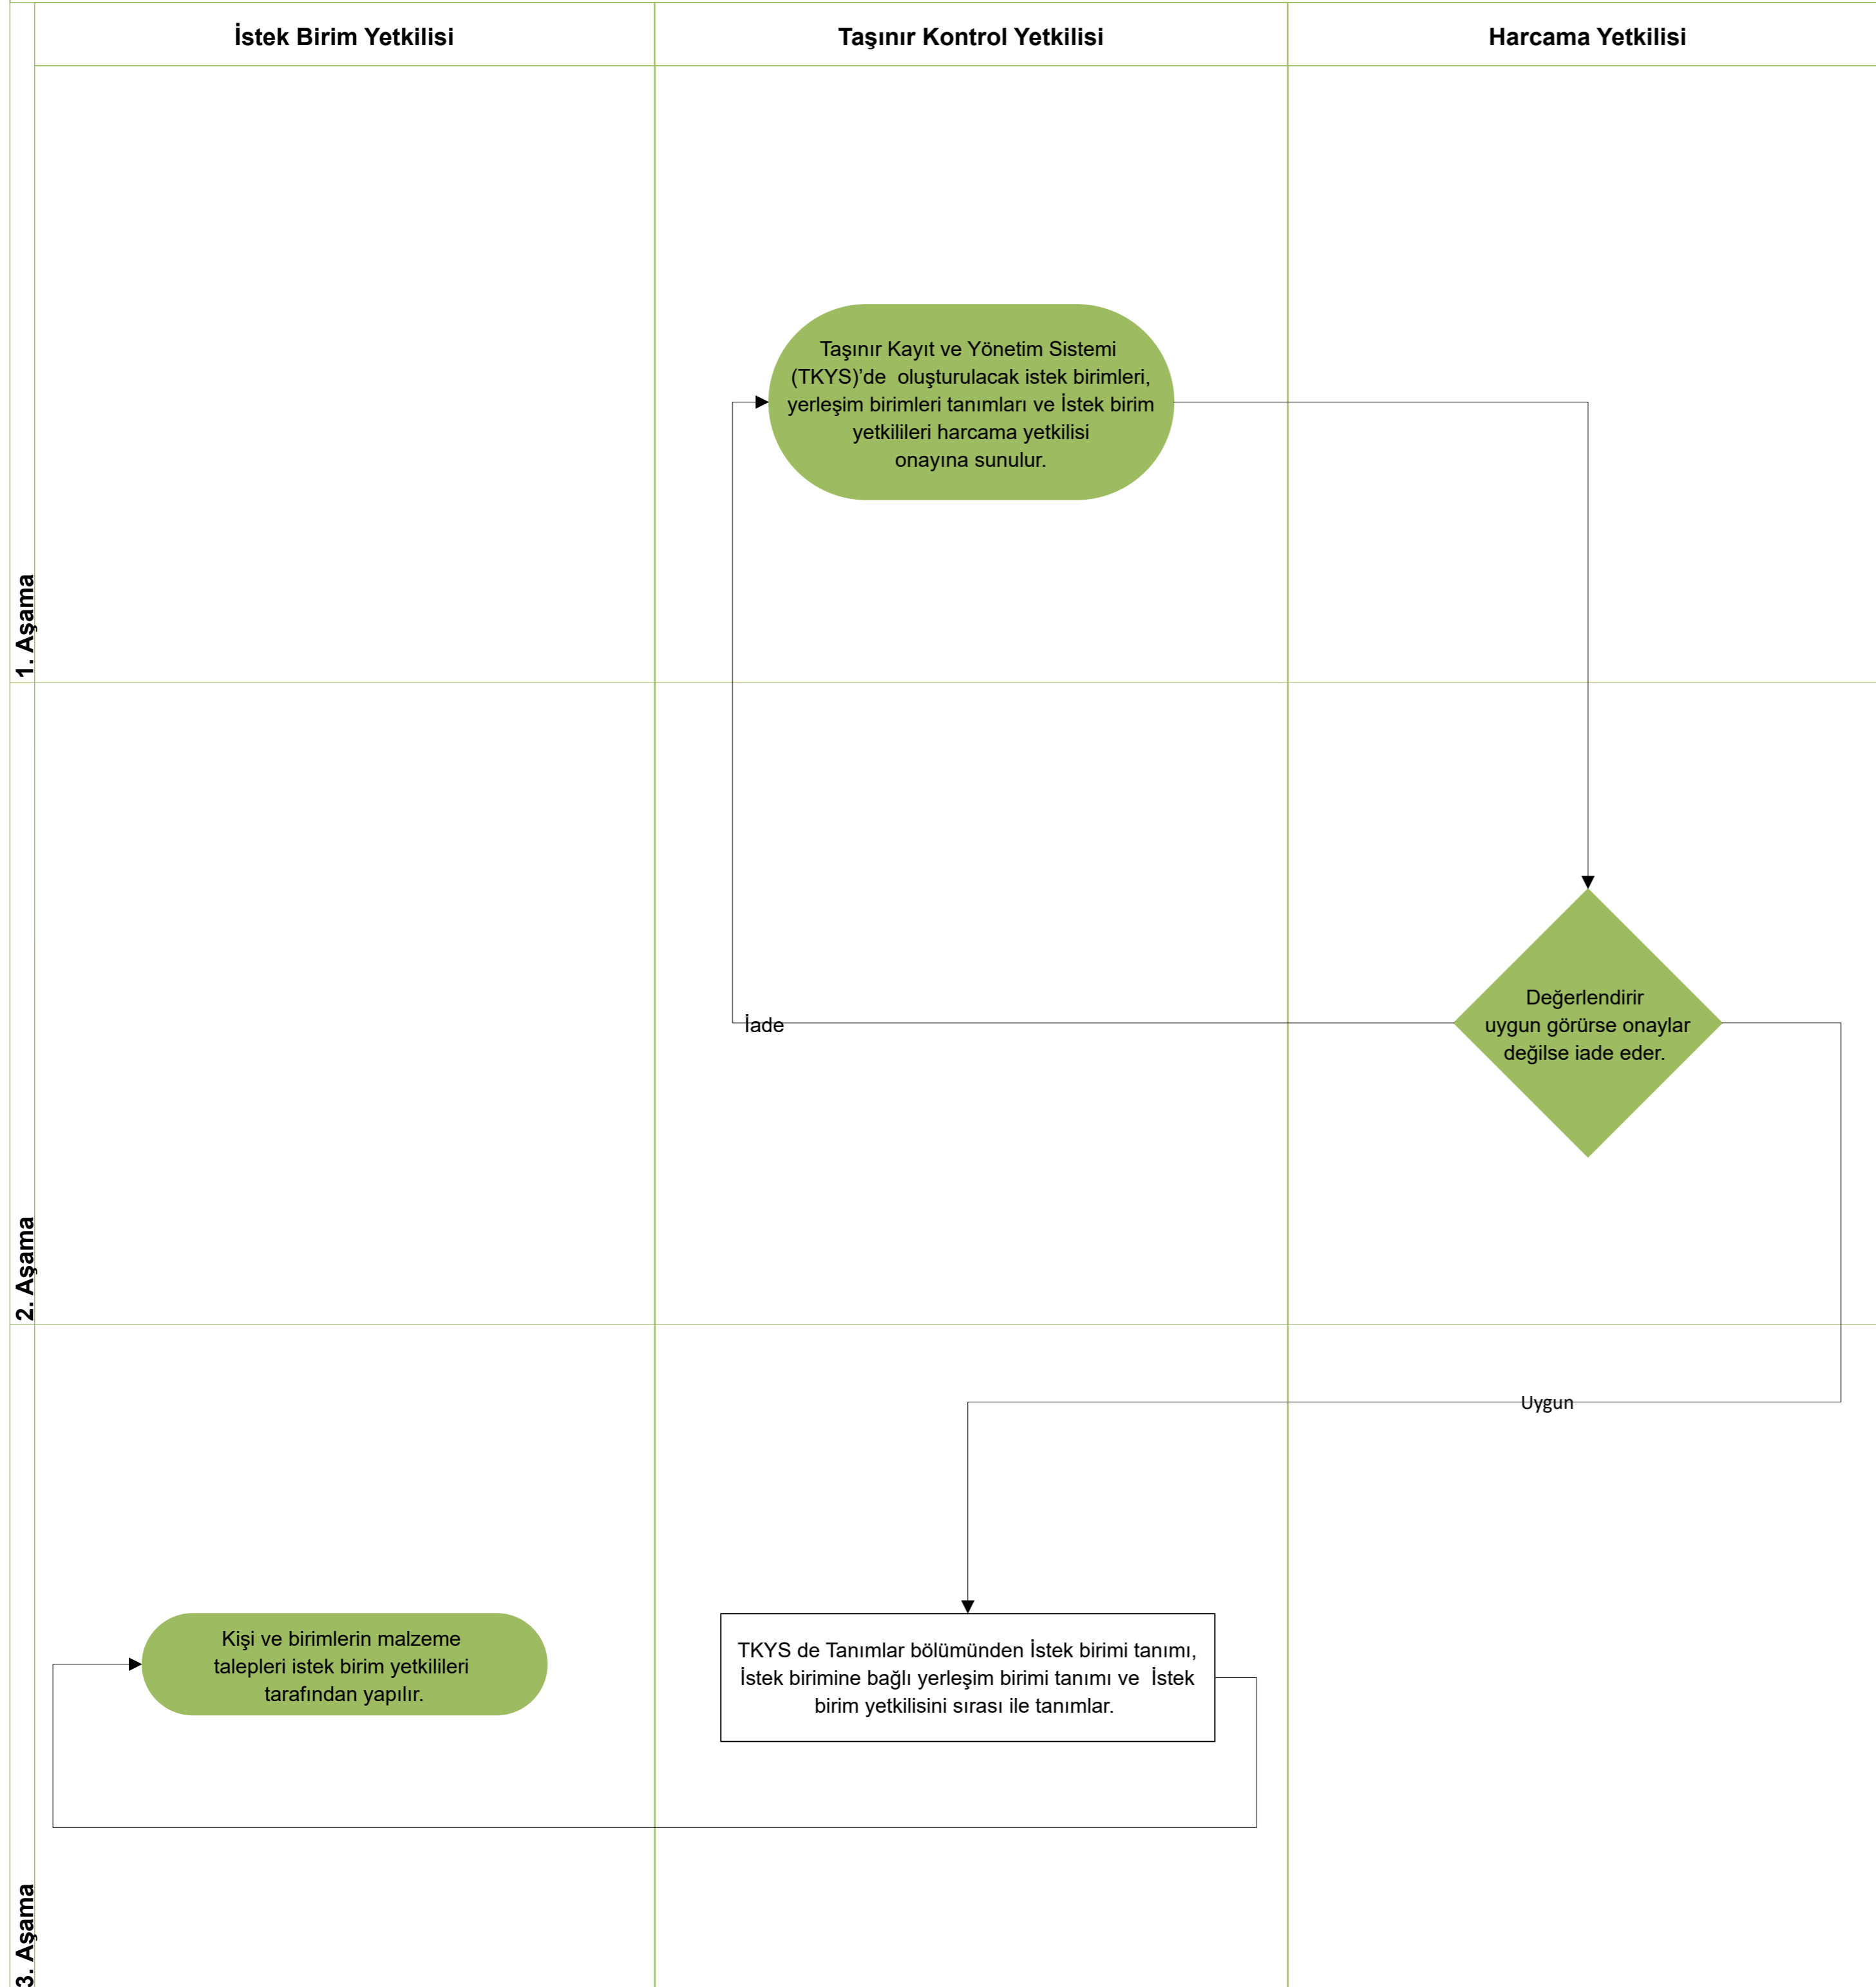 İstek Birim Yetkilisi
Taşınır Kontrol Yetkilisi
Harcama Yetkilisi
1. Aşama
Taşınır Kayıt ve Yönetim Sistemi
(TKYS)’de  oluşturulacak istek birimleri,
yerleşim birimleri tanımları ve İstek birim
yetkilileri harcama yetkilisi
onayına sunulur.
2. Aşama
İade
Değerlendirir
uygun görürse onaylar
değilse iade eder.
3. Aşama
Uygun
Kişi ve birimlerin malzeme
talepleri istek birim yetkilileri
tarafından yapılır.
TKYS de Tanımlar bölümünden İstek birimi tanımı,
İstek birimine bağlı yerleşim birimi tanımı ve  İstek
birim yetkilisini sırası ile tanımlar.